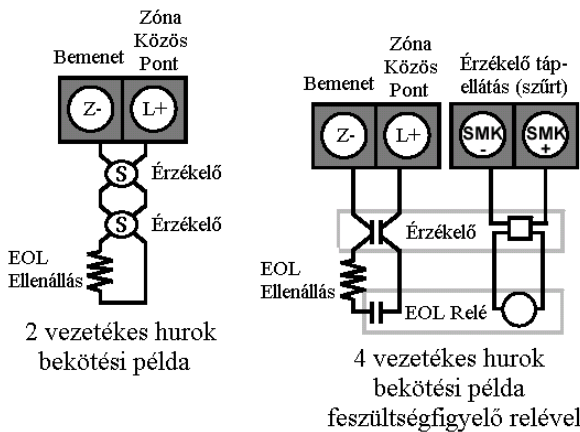 Bemenet
Zóna
Közös
Pont
Z-
L+
S
Érzékelő
S
Érzékelő
EOL
Ellenállás
2 vezetékes hurok
bekötési példa
Bemenet
Zóna
Közös
Pont
Érzékelő táp-
ellátás (szűrt)
Z-
L+
SMK
-
SMK
+
Érzékelő
EOL
Ellenállás
EOL Relé
4 vezetékes hurok
bekötési példa
feszültségfigyelő relével